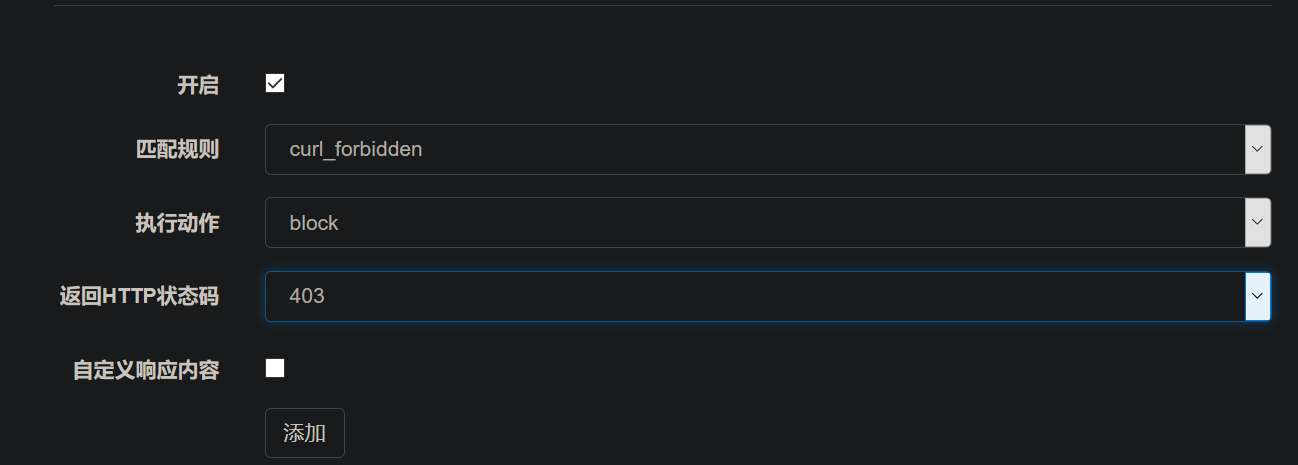 开启
匹配规则 curl_forbidden
执行动作 block
返回HTTP状态码 403
自定义响应内容
添加